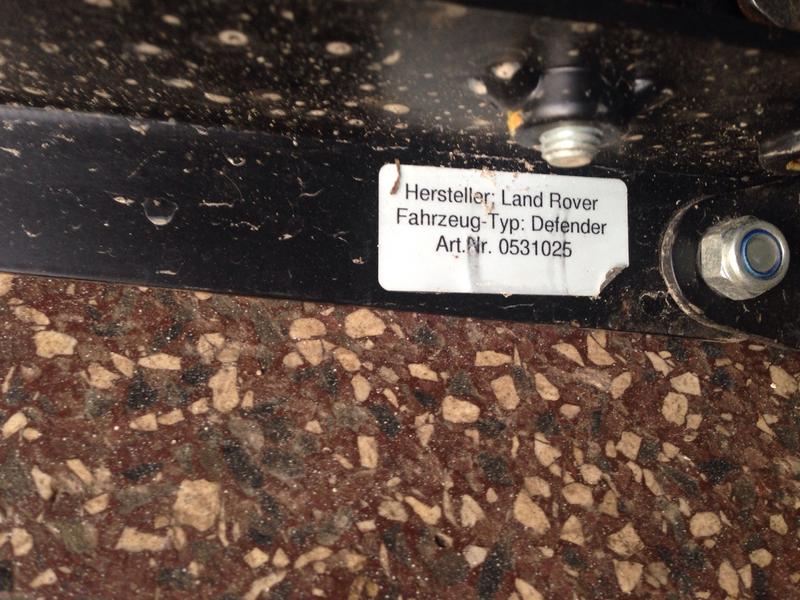 Hersteller: Land Rover
Fahrzeug-Typ: Defender
Art.Nr. 0531025